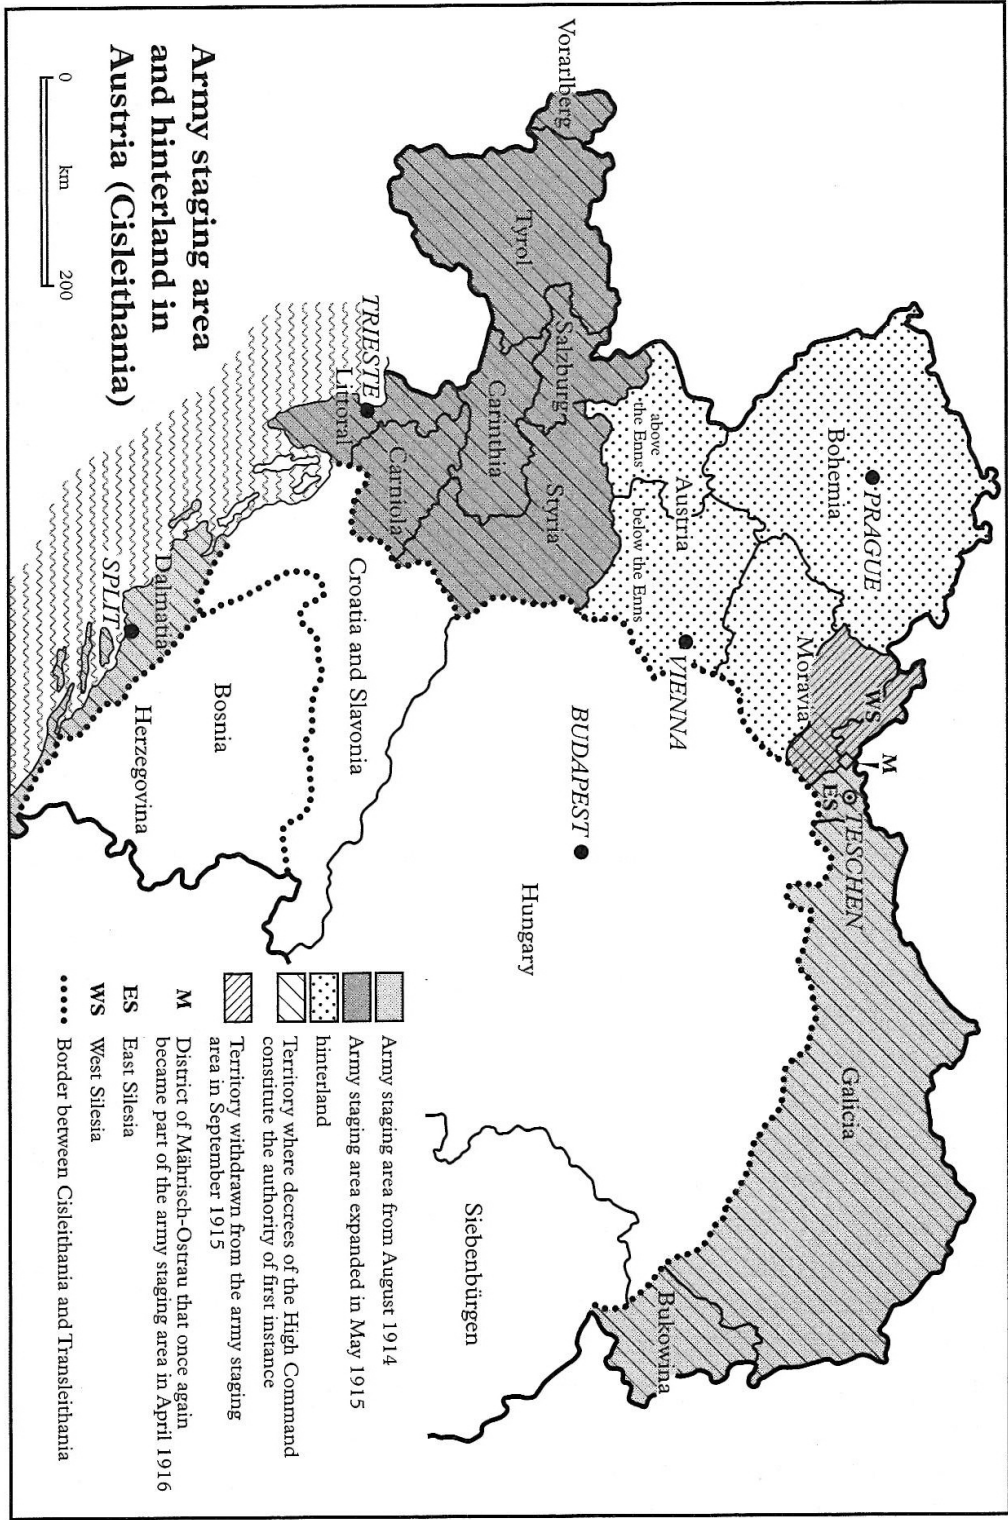 Army staging area
and hinterland in
Austria (Cisleithania)
0 km 200
Vorarlberg
Tyrol
Salzburg
Carinthia
Styria
TRIESTE
Littoral
Carniola
above
the Enns
Austria
below the Enns
Bohemia
PRAGUE
Moravia
WS
M
ES
TESCHEN
VIENNA
BUDAPEST
Hungary
Galicia
Bukowina
Siebenbürgen
Croatia and Slavonia
Bosnia
Herzegovina
Dalmatia
SPLIT
Army staging area from August 1914
Army staging area expanded in May 1915
hinterland
Territory where decrees of the High Command
constitute the authority of first instance
Territory withdrawn from the army staging
area in September 1915
M District of Mährisch-Ostrau that once again
became part of the army staging area in April 1916
ES East Silesia
WS West Silesia
Border between Cisleithania and Transleithania